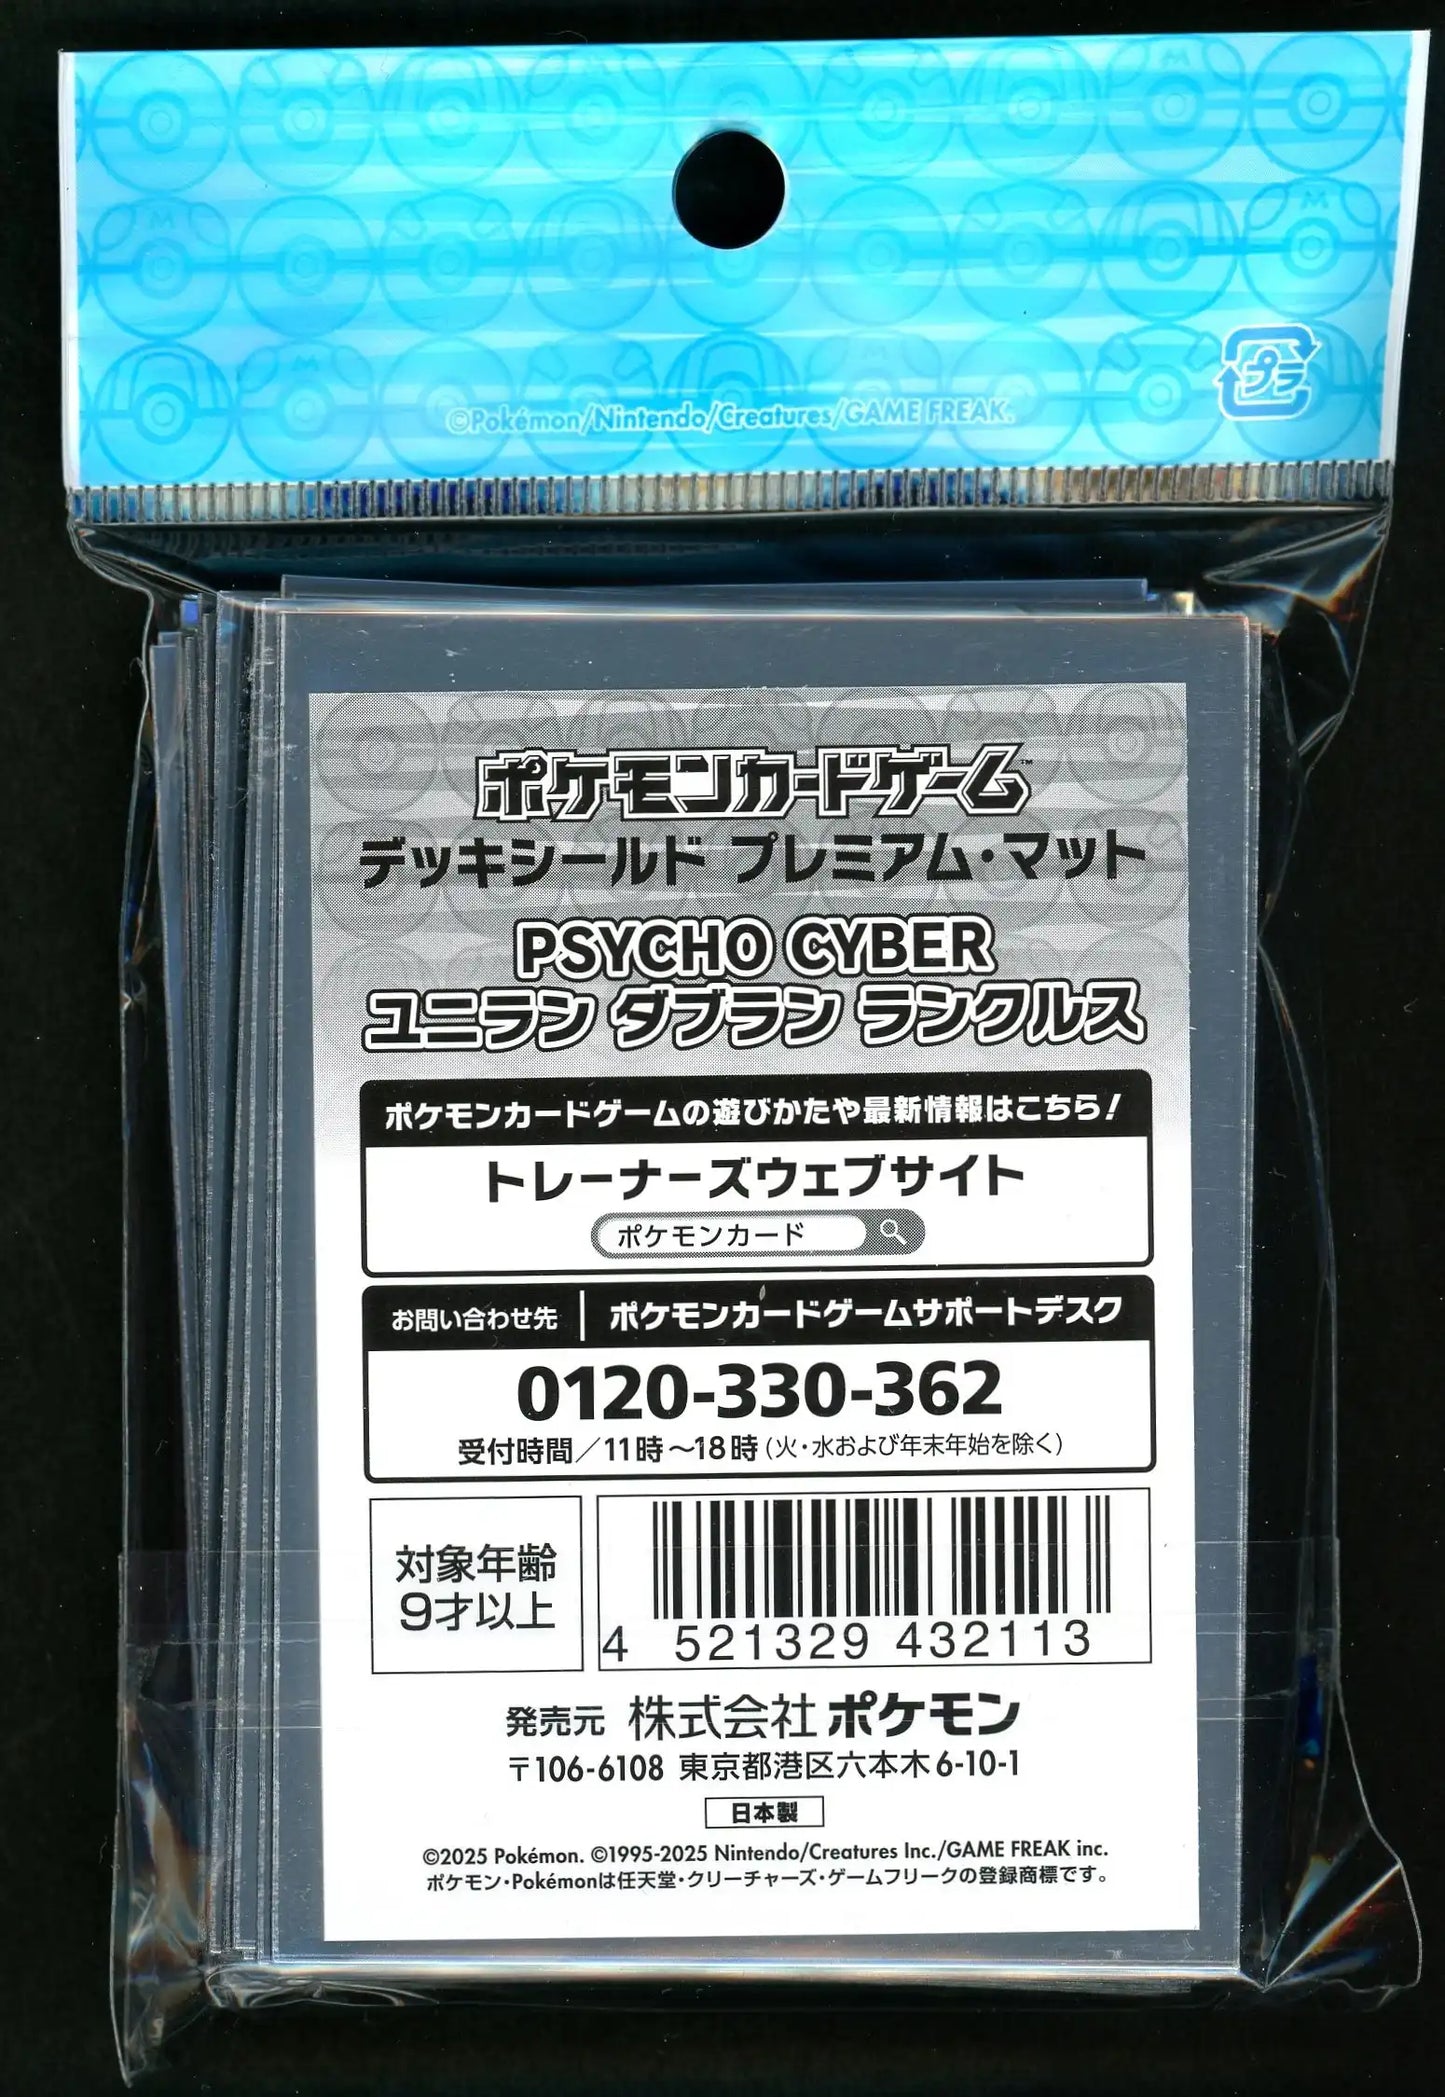 ©Pokémon/Nintendo/Creatures/GAME FREAK.
プラ
ポケモンカードゲーム™
デッキシールド プレミアム・マット
PSYCHO CYBER
ユニラン ダブラン ランクルス
ポケモンカードゲームの遊びかたや最新情報はこちら!
トレーナーズウェブサイト
ポケモンカード
お問い合わせ先 ポケモンカードゲームサポートデスク
0120-330-362
受付時間/11時〜18時(火・水および年末年始を除く)
対象年齢
9才以上
4 521329 432113
発売元 株式会社ポケモン
〒106-6108 東京都港区六本木6-10-1
日本製
©2025 Pokémon. ©1995-2025 Nintendo/Creatures Inc./GAME FREAK inc.
ポケモン・Pokémonは任天堂・クリーチャーズ・ゲームフリークの登録商標です。